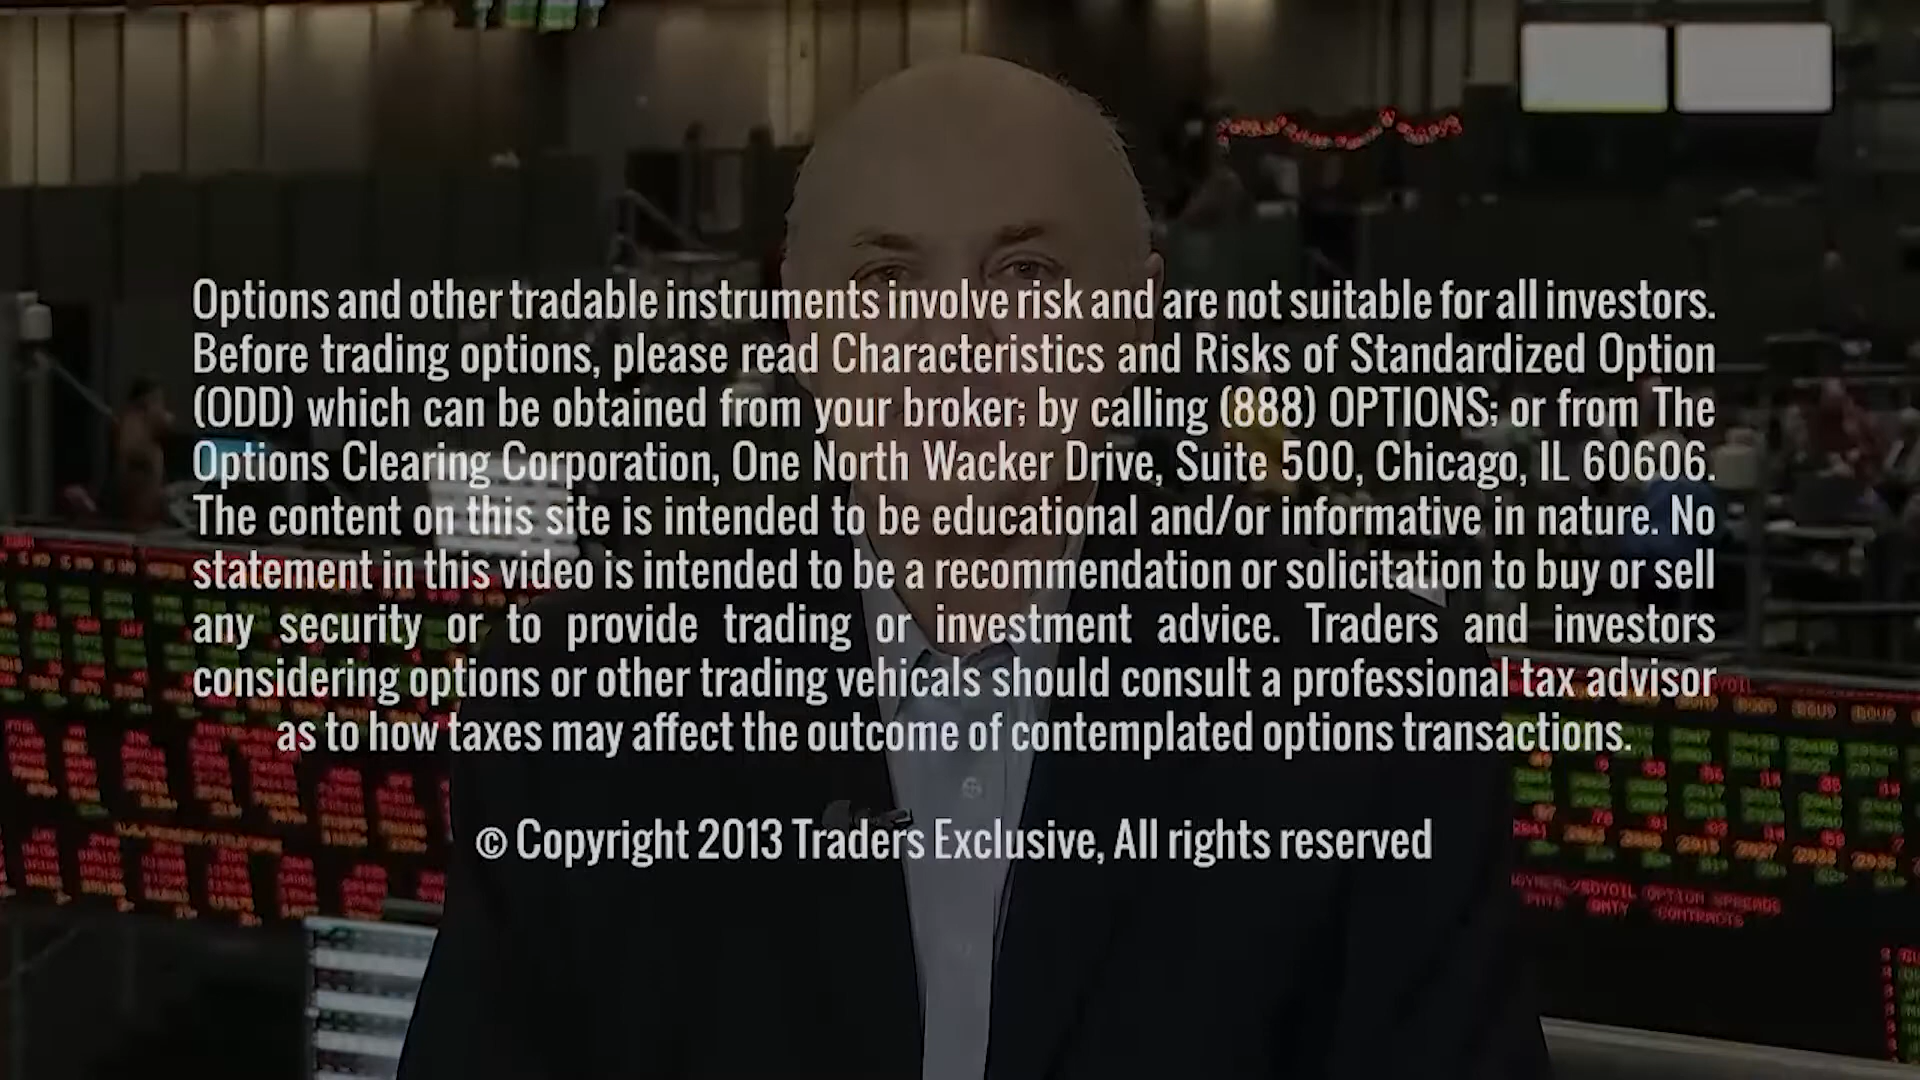 Options and other tradable instruments involve risk and are not suitable for all investors.
Before trading options, please read Characteristics and Risks of Standardized Option
(ODD) which can be obtained from your broker; by calling (888) OPTIONS; or from The
Options Clearing Corporation, One North Wacker Drive, Suite 500, Chicago, IL 60606.
The content on this site is intended to be educational and/or informative in nature. No
statement in this video is intended to be a recommendation or solicitation to buy or sell
any security or to provide trading or investment advice. Traders and investors
considering options or other trading vehicals should consult a professional tax advisor
as to how taxes may affect the outcome of contemplated options transactions.
© Copyright 2013 Traders Exclusive, All rights reserved
OPTION SPREADS
CONTRACTS